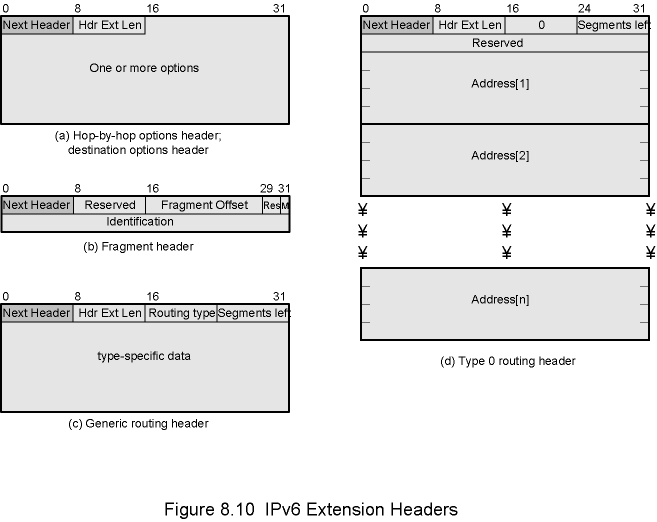 0 8 31
Next Header Hdr Ext Len
One or more options
(a) Hop-by-hop options header;
destination options header
0 8 16 29 31
Next Header Reserved Fragment Offset Res M
Identification
(b) Fragment header
0 8 16 31
Next Header Hdr Ext Len Routing type Segments left
type-specific data
(c) Generic routing header
0 8 16 24 31
Next Header Hdr Ext Len 0 Segments left
Reserved
Address[1]
Address[2]
¥ ¥ ¥
¥ ¥ ¥
¥ ¥ ¥
Address[n]
(d) Type 0 routing header
Figure 8.10 IPv6 Extension Headers